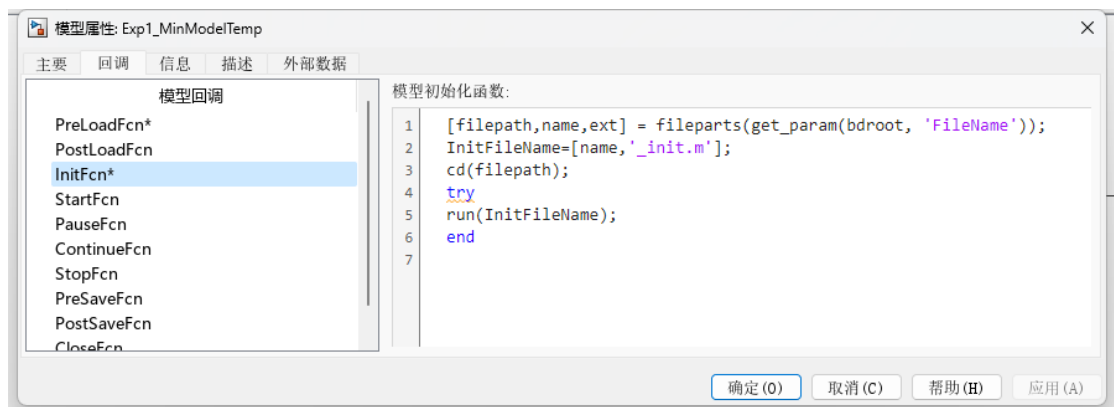 模型属性: Exp1_MinModelTemp
主要 回调 信息 描述 外部数据
模型回调
PreLoadFcn*
PostLoadFcn
InitFcn*
StartFcn
PauseFcn
ContinueFcn
StopFcn
PreSaveFcn
PostSaveFcn
CloseFcn
模型初始化函数:
1 [filepath,name,ext] = fileparts(get_param(bdroot, 'FileName'));
2 InitFileName=[name,'_init.m'];
3 cd(filepath);
4 try
5 run(InitFileName);
6 end
7
确定(O) 取消(C) 帮助(H) 应用(A)